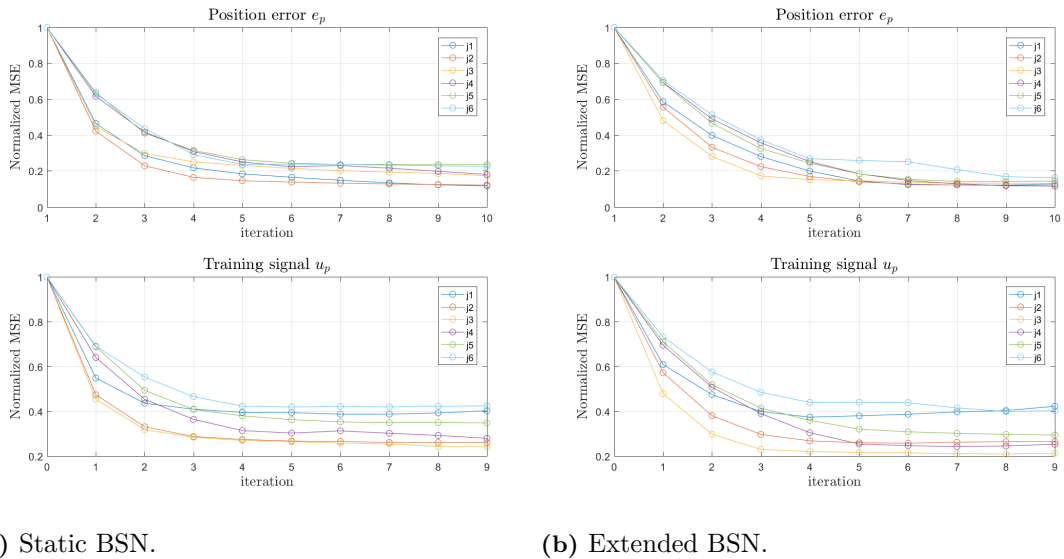 Position error e_p
Normalized MSE
1
0.8
0.6
0.4
0.2
0
1 2 3 4 5 6 7 8 9 10
iteration
j1
j2
j3
j4
j5
j6
Training signal u_p
Normalized MSE
1
0.8
0.6
0.4
0.2
0 1 2 3 4 5 6 7 8 9
iteration
j1
j2
j3
j4
j5
j6
) Static BSN.
Position error e_p
Normalized MSE
1
0.8
0.6
0.4
0.2
0
1 2 3 4 5 6 7 8 9 10
iteration
j1
j2
j3
j4
j5
j6
Training signal u_p
Normalized MSE
1
0.8
0.6
0.4
0.2
0 1 2 3 4 5 6 7 8 9
iteration
j1
j2
j3
j4
j5
j6
(b) Extended BSN.